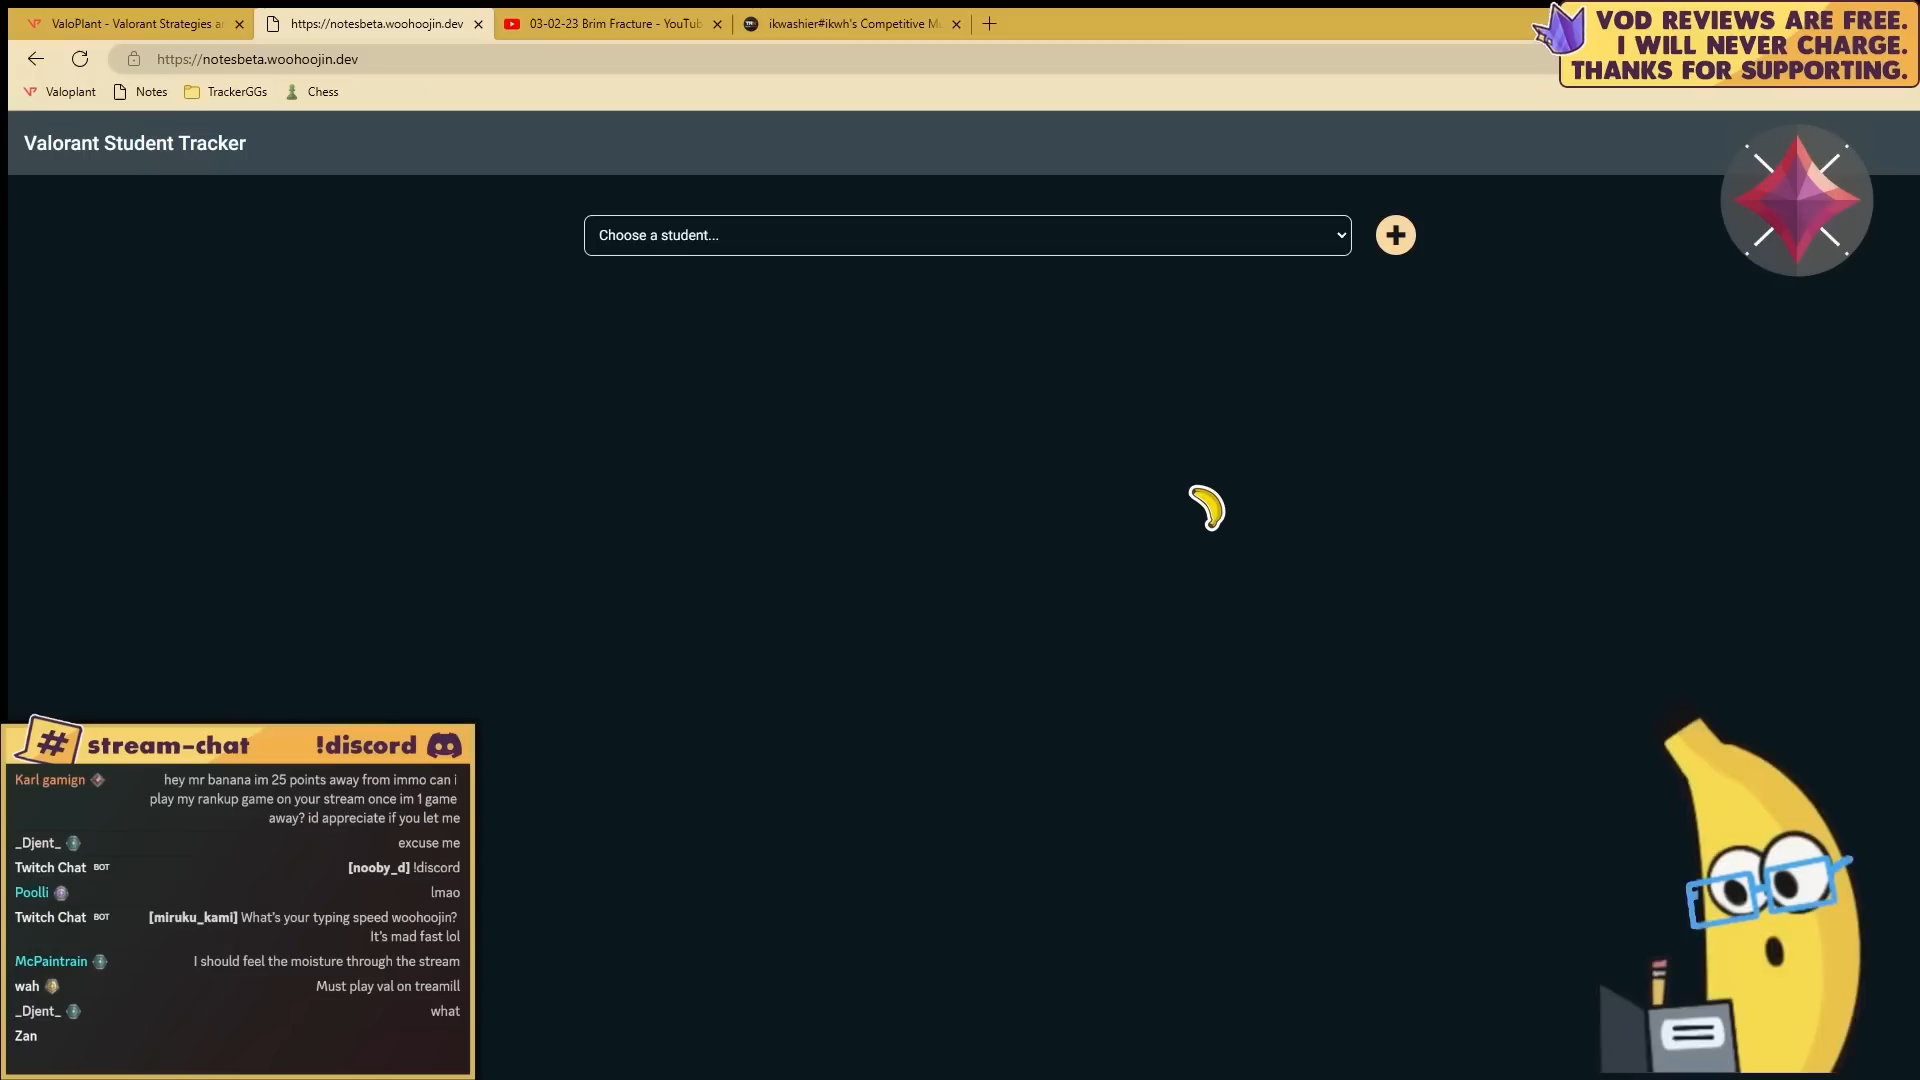 ValoPlant - Valorant Strategies a
https://notesbeta.woohoojin.dev
03-02-23 Brim Fracture - YouTub
ikwashier#ikwh's Competitive M
https://notesbeta.woohoojin.dev
Valoplant
Notes
TrackerGGs
Chess
VOD REVIEWS ARE FREE.
I WILL NEVER CHARGE.
THANKS FOR SUPPORTING.
Valorant Student Tracker
Choose a student...
# stream-chat !discord
Karl gamign hey mr banana im 25 points away from immo can i
play my rankup game on your stream once im 1 game
away? id appreciate if you let me
_Djent_ excuse me
Twitch Chat BOT [nooby_d] !discord
Poolli lmao
Twitch Chat BOT [miruku_kami] What's your typing speed woohoojin?
It's mad fast lol
McPaintrain I should feel the moisture through the stream
wah Must play val on treamill
_Djent_ what
Zan